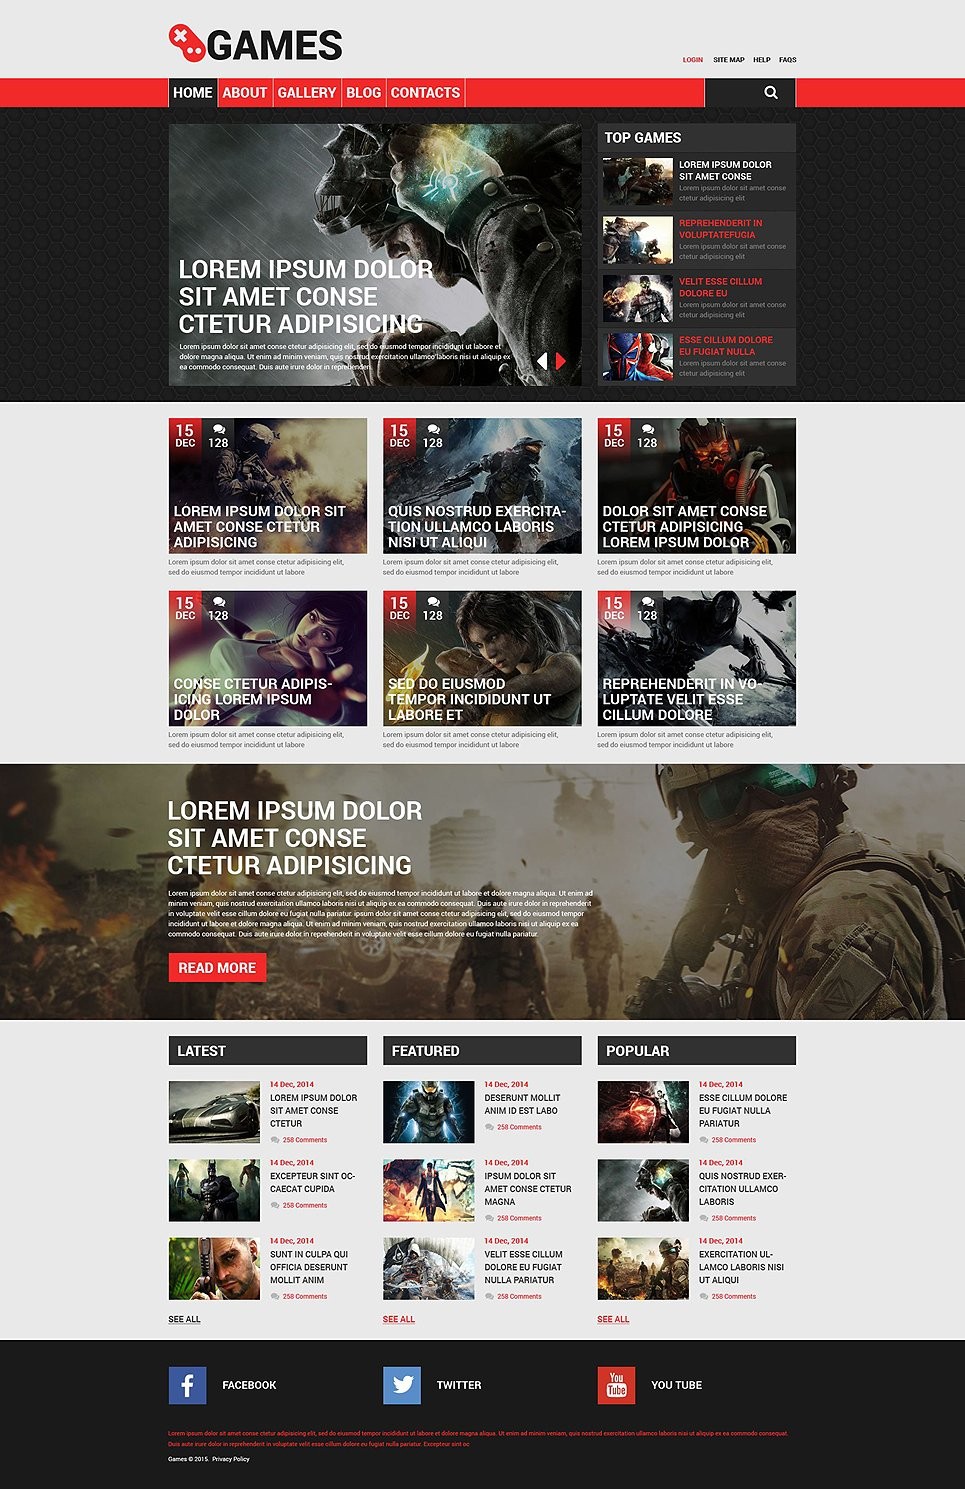 GAMES
LOGIN SITE MAP HELP FAQS
HOME ABOUT GALLERY BLOG CONTACTS
LOREM IPSUM DOLOR
SIT AMET CONSE
CTETUR ADIPISICING
Lorem ipsum dolor sit amet conse ctetur adipisicing elit, sed do eiusmod tempor incididunt ut labore et
dolore magna aliqua. Ut enim ad minim veniam, quis nostrud exercitation ullamco laboris nisi ut aliquip ex
ea commodo consequat. Duis aute irure dolor in reprehenderi
TOP GAMES
LOREM IPSUM DOLOR
SIT AMET CONSE
Lorem ipsum dolor sit amet conse
ctetur adipisicing elit
REPREHENDERIT IN
VOLUPTATEFUGIA
Lorem ipsum dolor sit amet conse
ctetur adipisicing elit
VELIT ESSE CILLUM
DOLORE EU
Lorem ipsum dolor sit amet conse
ctetur adipisicing elit
ESSE CILLUM DOLORE
EU FUGIAT NULLA
Lorem ipsum dolor sit amet conse
ctetur adipisicing elit
15
DEC 128
LOREM IPSUM DOLOR SIT
AMET CONSE CTETUR
ADIPISICING
Lorem ipsum dolor sit amet conse ctetur adipisicing elit,
sed do eiusmod tempor incididunt ut labore
15
DEC 128
QUIS NOSTRUD EXERCITA-
TION ULLAMCO LABORIS
NISI UT ALIQUI
Lorem ipsum dolor sit amet conse ctetur adipisicing elit,
sed do eiusmod tempor incididunt ut labore
15
DEC 128
DOLOR SIT AMET CONSE
CTETUR ADIPISICING
LOREM IPSUM DOLOR
Lorem ipsum dolor sit amet conse ctetur adipisicing elit,
sed do eiusmod tempor incididunt ut labore
15
DEC 128
CONSE CTETUR ADIPIS-
ICING LOREM IPSUM
DOLOR
Lorem ipsum dolor sit amet conse ctetur adipisicing elit,
sed do eiusmod tempor incididunt ut labore
15
DEC 128
SED DO EIUSMOD
TEMPOR INCIDIDUNT UT
LABORE ET
Lorem ipsum dolor sit amet conse ctetur adipisicing elit,
sed do eiusmod tempor incididunt ut labore
15
DEC 128
REPREHENDERIT IN VO-
LUPTATE VELIT ESSE
CILLUM DOLORE
Lorem ipsum dolor sit amet conse ctetur adipisicing elit,
sed do eiusmod tempor incididunt ut labore
LOREM IPSUM DOLOR
SIT AMET CONSE
CTETUR ADIPISICING
Lorem ipsum dolor sit amet conse ctetur adipisicing elit, sed do eiusmod tempor incididunt ut labore et dolore magna aliqua. Ut enim ad
minim veniam, quis nostrud exercitation ullamco laboris nisi ut aliquip ex ea commodo consequat. Duis aute irure dolor in reprehenderit
in voluptate velit esse cillum dolore eu fugiat nulla pariatur. ipsum dolor sit amet conse ctetur adipisicing elit, sed do eiusmod tempor
incididunt ut labore et dolore magna aliqua. Ut enim ad minim veniam, quis nostrud exercitation ullamco laboris nisi ut aliquip ex ea
commodo consequat. Duis aute irure dolor in reprehenderit in voluptate velit esse cillum dolore eu fugiat nulla pariatur.
READ MORE
LATEST
14 Dec, 2014
LOREM IPSUM DOLOR
SIT AMET CONSE
CTETUR
258 Comments
14 Dec, 2014
EXCEPTEUR SINT OC-
CAECAT CUPIDA
258 Comments
14 Dec, 2014
SUNT IN CULPA QUI
OFFICIA DESERUNT
MOLLIT ANIM
258 Comments
SEE ALL
FEATURED
14 Dec, 2014
DESERUNT MOLLIT
ANIM ID EST LABO
258 Comments
14 Dec, 2014
IPSUM DOLOR SIT
AMET CONSE CTETUR
MAGNA
258 Comments
14 Dec, 2014
VELIT ESSE CILLUM
DOLORE EU FUGIAT
NULLA PARIATUR
258 Comments
SEE ALL
POPULAR
14 Dec, 2014
ESSE CILLUM DOLORE
EU FUGIAT NULLA
PARIATUR
258 Comments
14 Dec, 2014
QUIS NOSTRUD EXER-
CITATION ULLAMCO
LABORIS
258 Comments
14 Dec, 2014
EXERCITATION UL-
LAMCO LABORIS NISI
UT ALIQUI
258 Comments
SEE ALL
f FACEBOOK
TWITTER
You
Tube YOU TUBE
Lorem ipsum dolor sit amet conse ctetur adipisicing elit, sed do eiusmod tempor incididunt ut labore et dolore magna aliqua. Ut enim ad minim veniam, quis nostrud exercitation ullamco laboris nisi ut aliquip ex ea commodo consequat.
Duis aute irure dolor in reprehenderit in voluptate velit esse cillum dolore eu fugiat nulla pariatur. Excepteur sint oc
Games © 2015. Privacy Policy